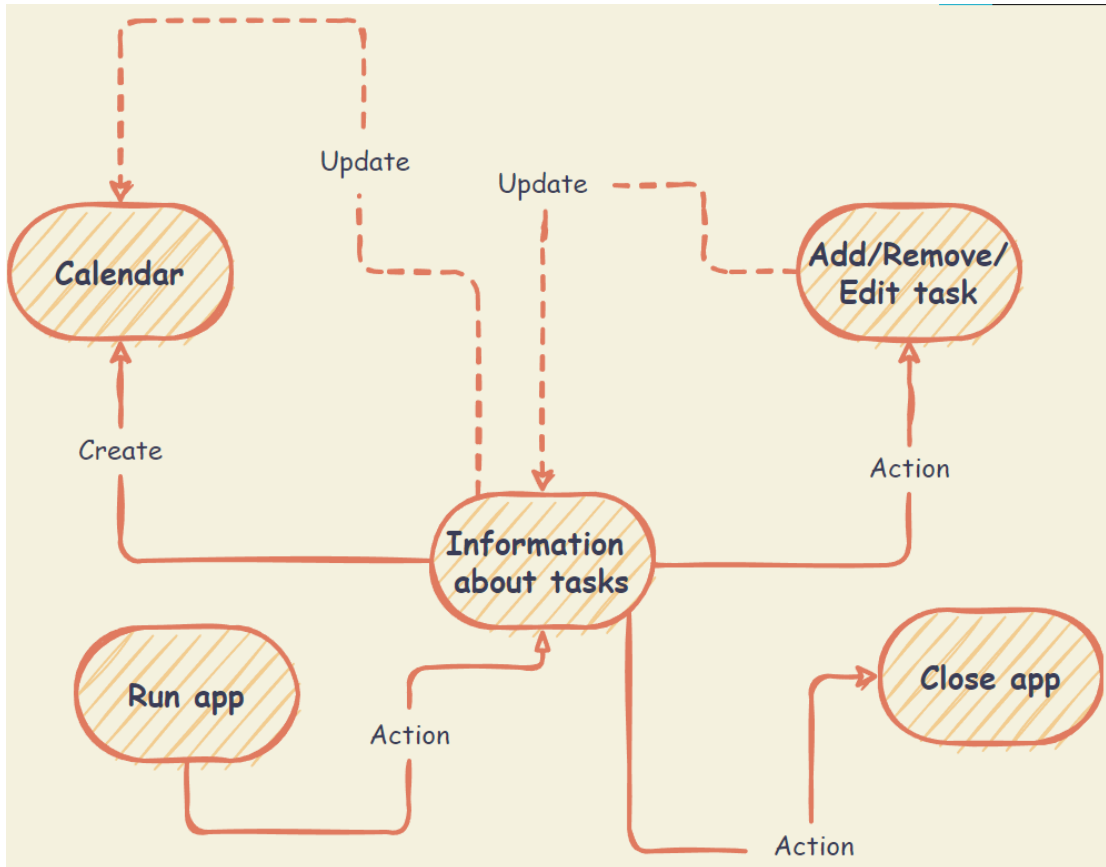 Update
Update
Calendar
Add/Remove/
Edit task
Create
Action
Information
about tasks
Run app
Close app
Action
Action